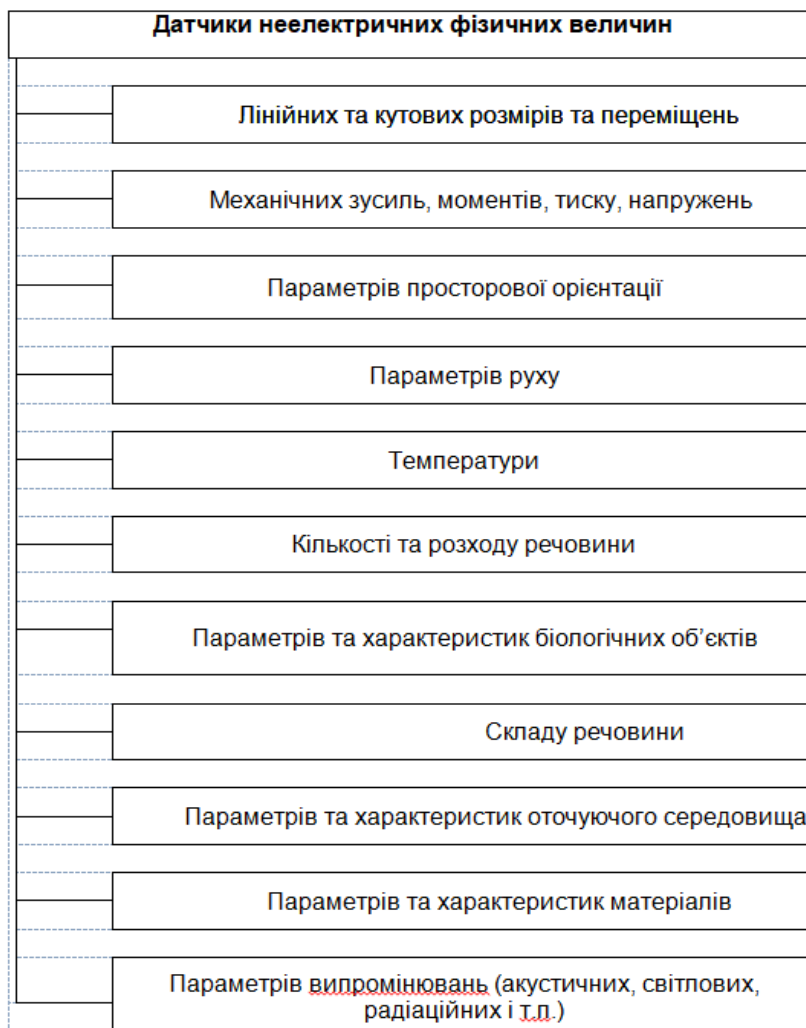 Датчики неелектричних фізичних величин
Лінійних та кутових розмірів та переміщень
Механічних зусиль, моментів, тиску, напружень
Параметрів просторової орієнтації
Параметрів руху
Температури
Кількості та розходу речовини
Параметрів та характеристик біологічних об’єктів
Складу речовини
Параметрів та характеристик оточуючого середовища
Параметрів та характеристик матеріалів
Параметрів випромінювань (акустичних, світлових,
радіаційних і т.п.)